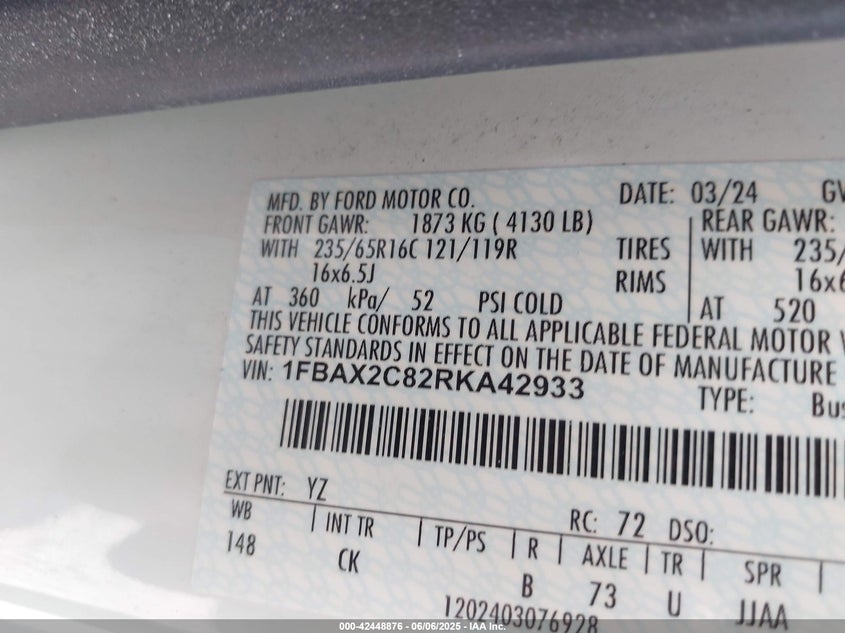 MFD. BY FORD MOTOR CO. DATE: 03/24 GV
FRONT GAWR: 1873 KG ( 4130 LB) REAR GAWR:
WITH 235/65R16C 121/119R TIRES WITH 235/
16x6.5J RIMS 16x6
AT 360 kPa/ 52 PSI COLD AT 520
THIS VEHICLE CONFORMS TO ALL APPLICABLE FEDERAL MOTOR V
SAFETY STANDARDS IN EFFECT ON THE DATE OF MANUFACTURE
VIN: 1FBAX2C82RKA42933 TYPE: Bus
EXT PNT: YZ RC: 72 DSO:
WB INT TR TP/PS R AXLE TR SPR
148 CK B 73 U JJAA
1202403076928
000-42448876 - 06/06/2025 - IAA Inc.